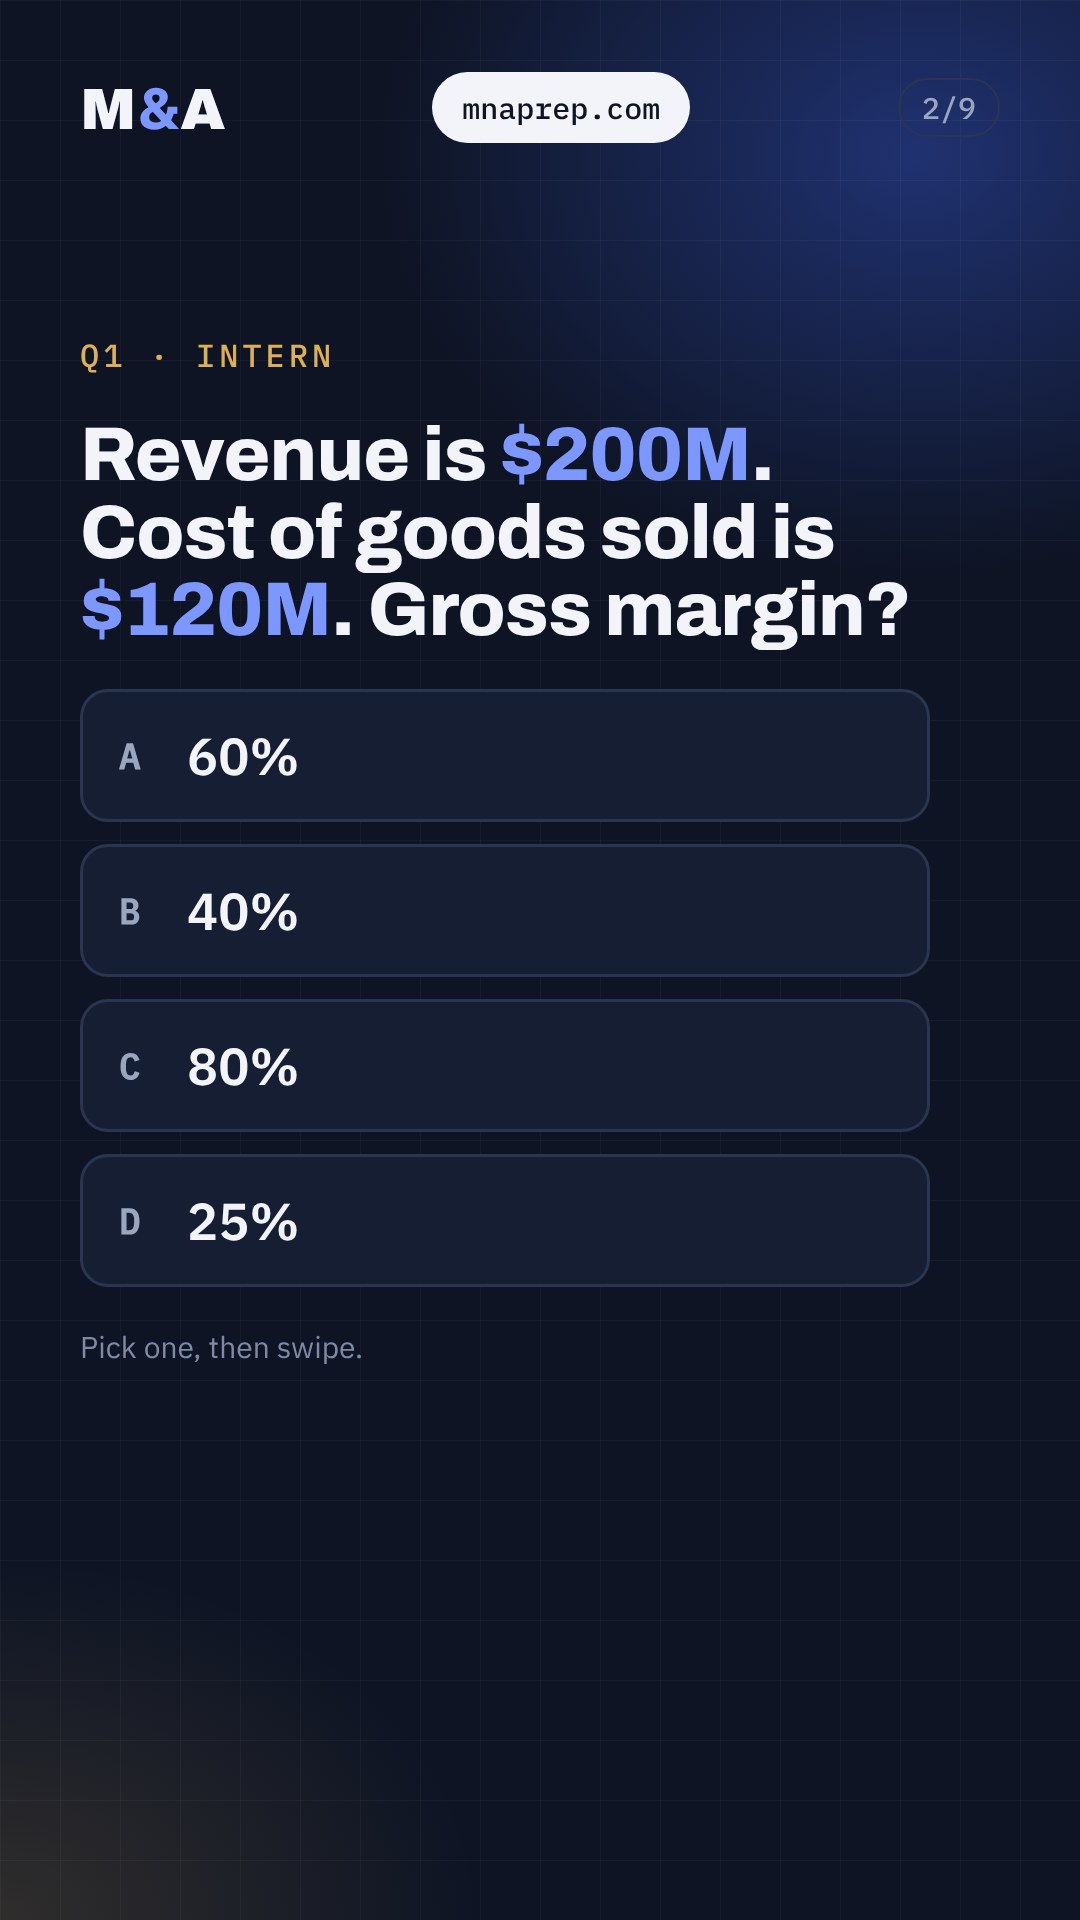 M&A
mnaprep.com
2/9
Q1 · INTERN
Revenue is $200M.
Cost of goods sold is
$120M. Gross margin?
A 60%
B 40%
C 80%
D 25%
Pick one, then swipe.